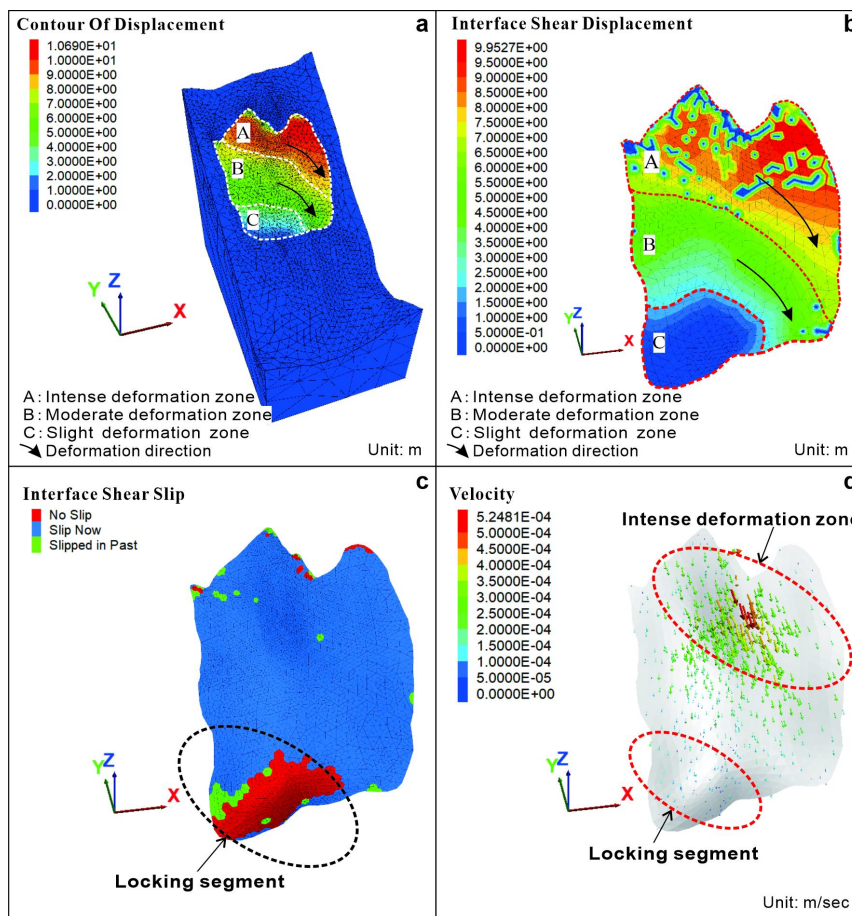 Contour Of Displacement
a
1.0690E+01
1.0000E+01
9.0000E+00
8.0000E+00
7.0000E+00
6.0000E+00
5.0000E+00
4.0000E+00
3.0000E+00
2.0000E+00
1.0000E+00
0.0000E+00
A
B
C
Z
Y
X
A: Intense deformation zone
B: Moderate deformation zone
C: Slight deformation zone
Deformation direction
Unit: m
Interface Shear Displacement
b
9.9527E+00
9.5000E+00
9.0000E+00
8.5000E+00
8.0000E+00
7.5000E+00
7.0000E+00
6.5000E+00
6.0000E+00
5.5000E+00
5.0000E+00
4.5000E+00
4.0000E+00
3.5000E+00
3.0000E+00
2.5000E+00
2.0000E+00
1.5000E+00
1.0000E+00
5.0000E-01
0.0000E+00
A
B
C
Y
Z
X
A: Intense deformation zone
B: Moderate deformation zone
C: Slight deformation zone
Deformation direction
Unit: m
Interface Shear Slip
c
No Slip
Slip Now
Slipped in Past
Y
Z
X
Locking segment
Velocity
d
5.2481E-04
5.0000E-04
4.5000E-04
4.0000E-04
3.5000E-04
3.0000E-04
2.5000E-04
2.0000E-04
1.5000E-04
1.0000E-04
5.0000E-05
0.0000E+00
Intense deformation zone
Y
Z
X
Locking segment
Unit: m/sec